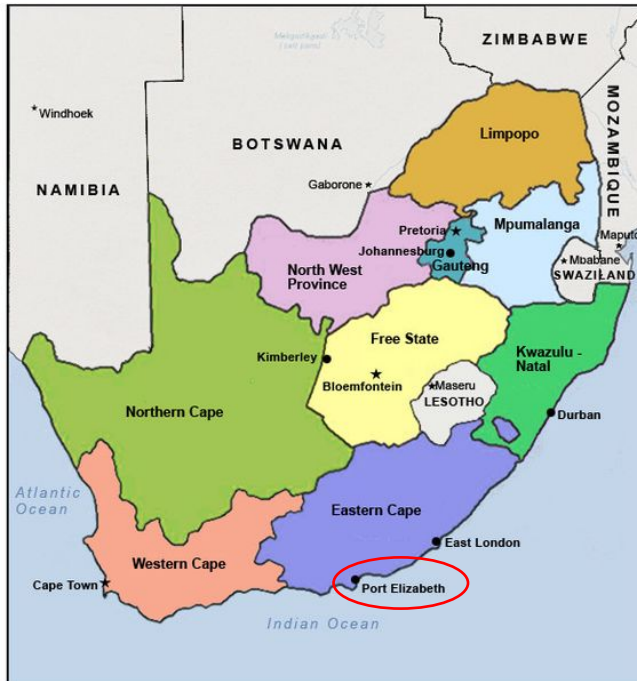 ZIMBABWE
Limpopo
MOZAMBIQUE
Windhoek
BOTSWANA
NAMIBIA
Gaborone
Pretoria
Mpumalanga
Maputo
Johannesburg
Gauteng
Mbabane
SWAZILAND
North West
Province
Free State
Kwazulu -
Natal
Kimberley
Bloemfontein
Maseru
LESOTHO
Northern Cape
Durban
Atlantic
Ocean
Eastern Cape
East London
Western Cape
Cape Town
Port Elizabeth
Indian Ocean